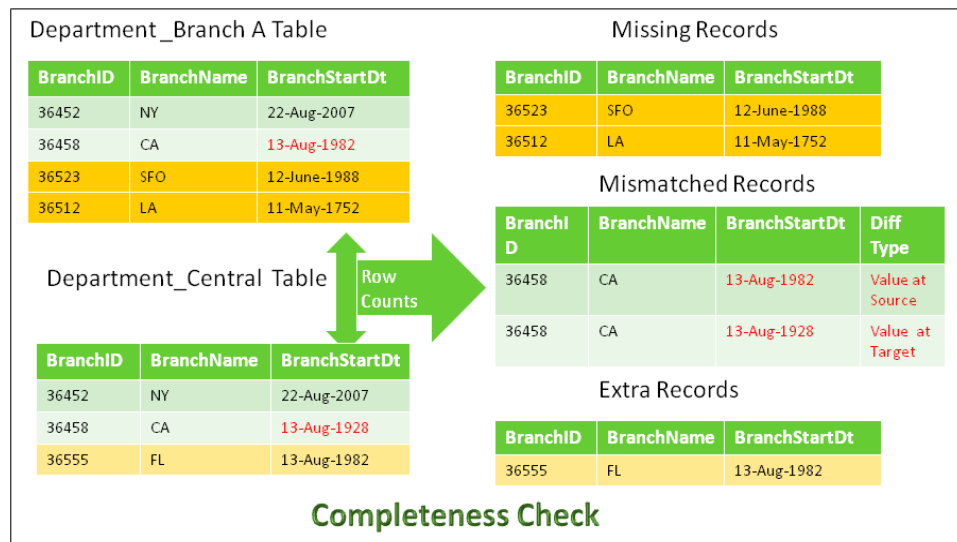 Department _Branch A Table
BranchID BranchName BranchStartDt
36452 NY 22-Aug-2007
36458 CA 13-Aug-1982
36523 SFO 12-June-1988
36512 LA 11-May-1752
Department_Central Table
Row
Counts
BranchID BranchName BranchStartDt
36452 NY 22-Aug-2007
36458 CA 13-Aug-1928
36555 FL 13-Aug-1982
Missing Records
BranchID BranchName BranchStartDt
36523 SFO 12-June-1988
36512 LA 11-May-1752
Mismatched Records
BranchI BranchName BranchStartDt Diff
D Type
36458 CA 13-Aug-1982 Value at
Source
36458 CA 13-Aug-1928 Value at
Target
Extra Records
BranchID BranchName BranchStartDt
36555 FL 13-Aug-1982
Completeness Check